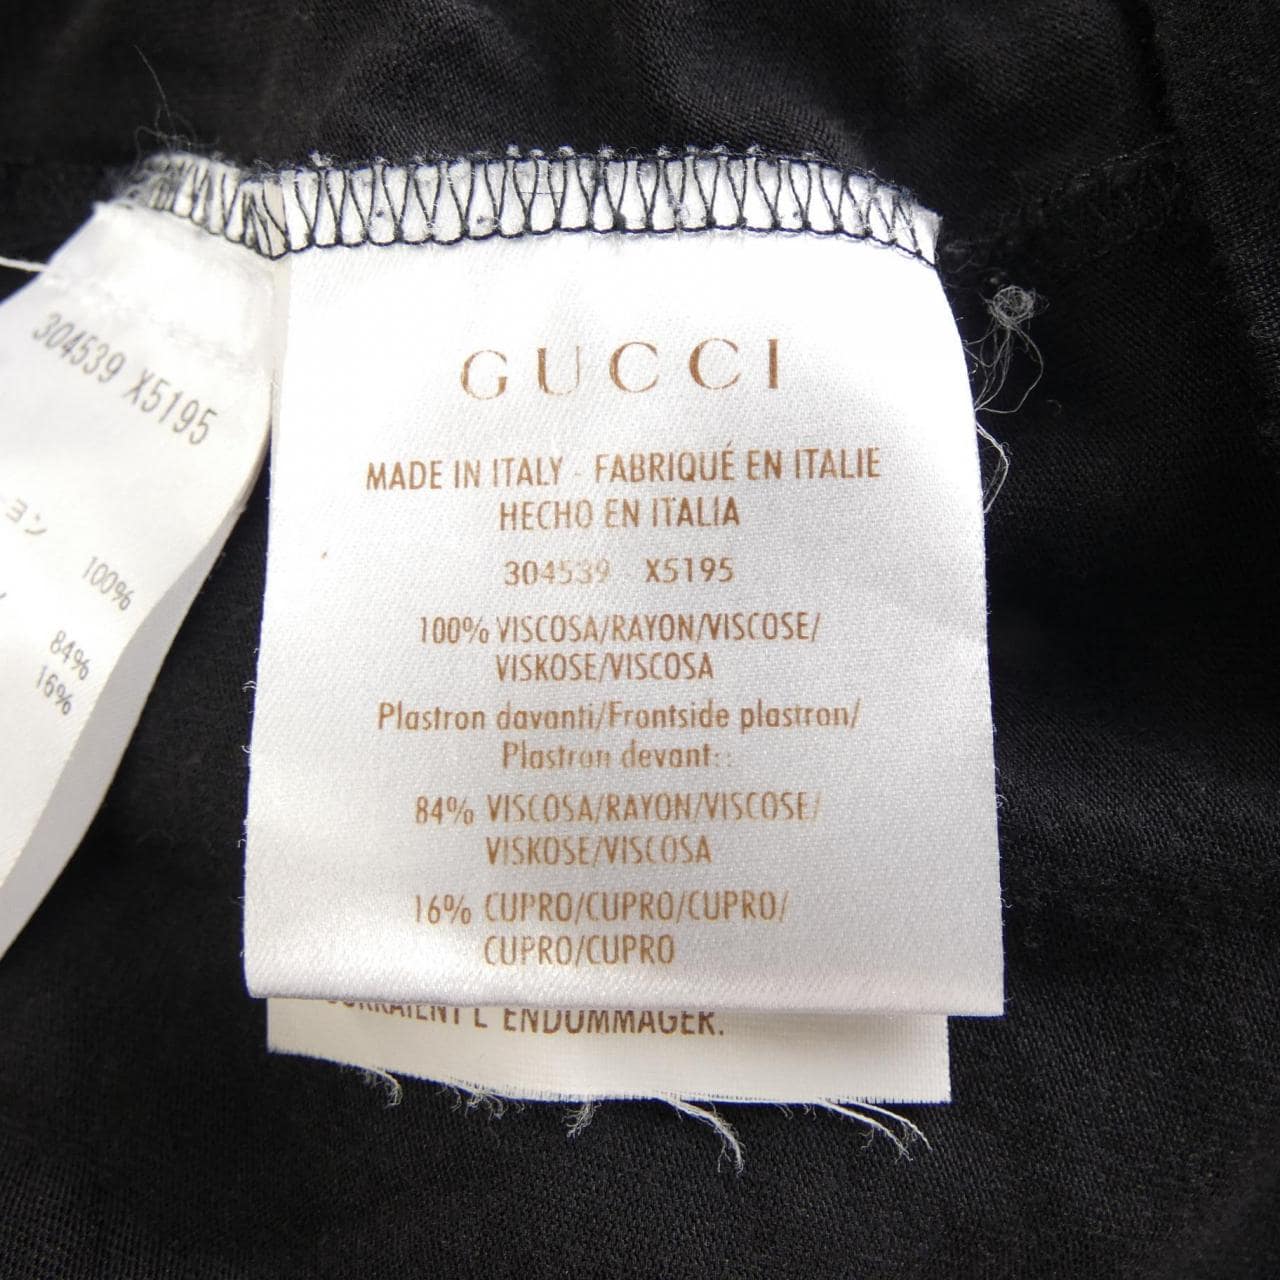 304539 X5195
ョン 100%
84%
16%
GUCCI
MADE IN ITALY - FABRIQUÉ EN ITALIE
HECHO EN ITALIA
304539 X5195
100% VISCOSA/RAYON/VISCOSE/
VISKOSE/VISCOSA
Plastron davanti/Frontside plastron/
Plastron devant::
84% VISCOSA/RAYON/VISCOSE/
VISKOSE/VISCOSA
16% CUPRO/CUPRO/CUPRO/
CUPRO/CUPRO
L'ENDOMMAGER.